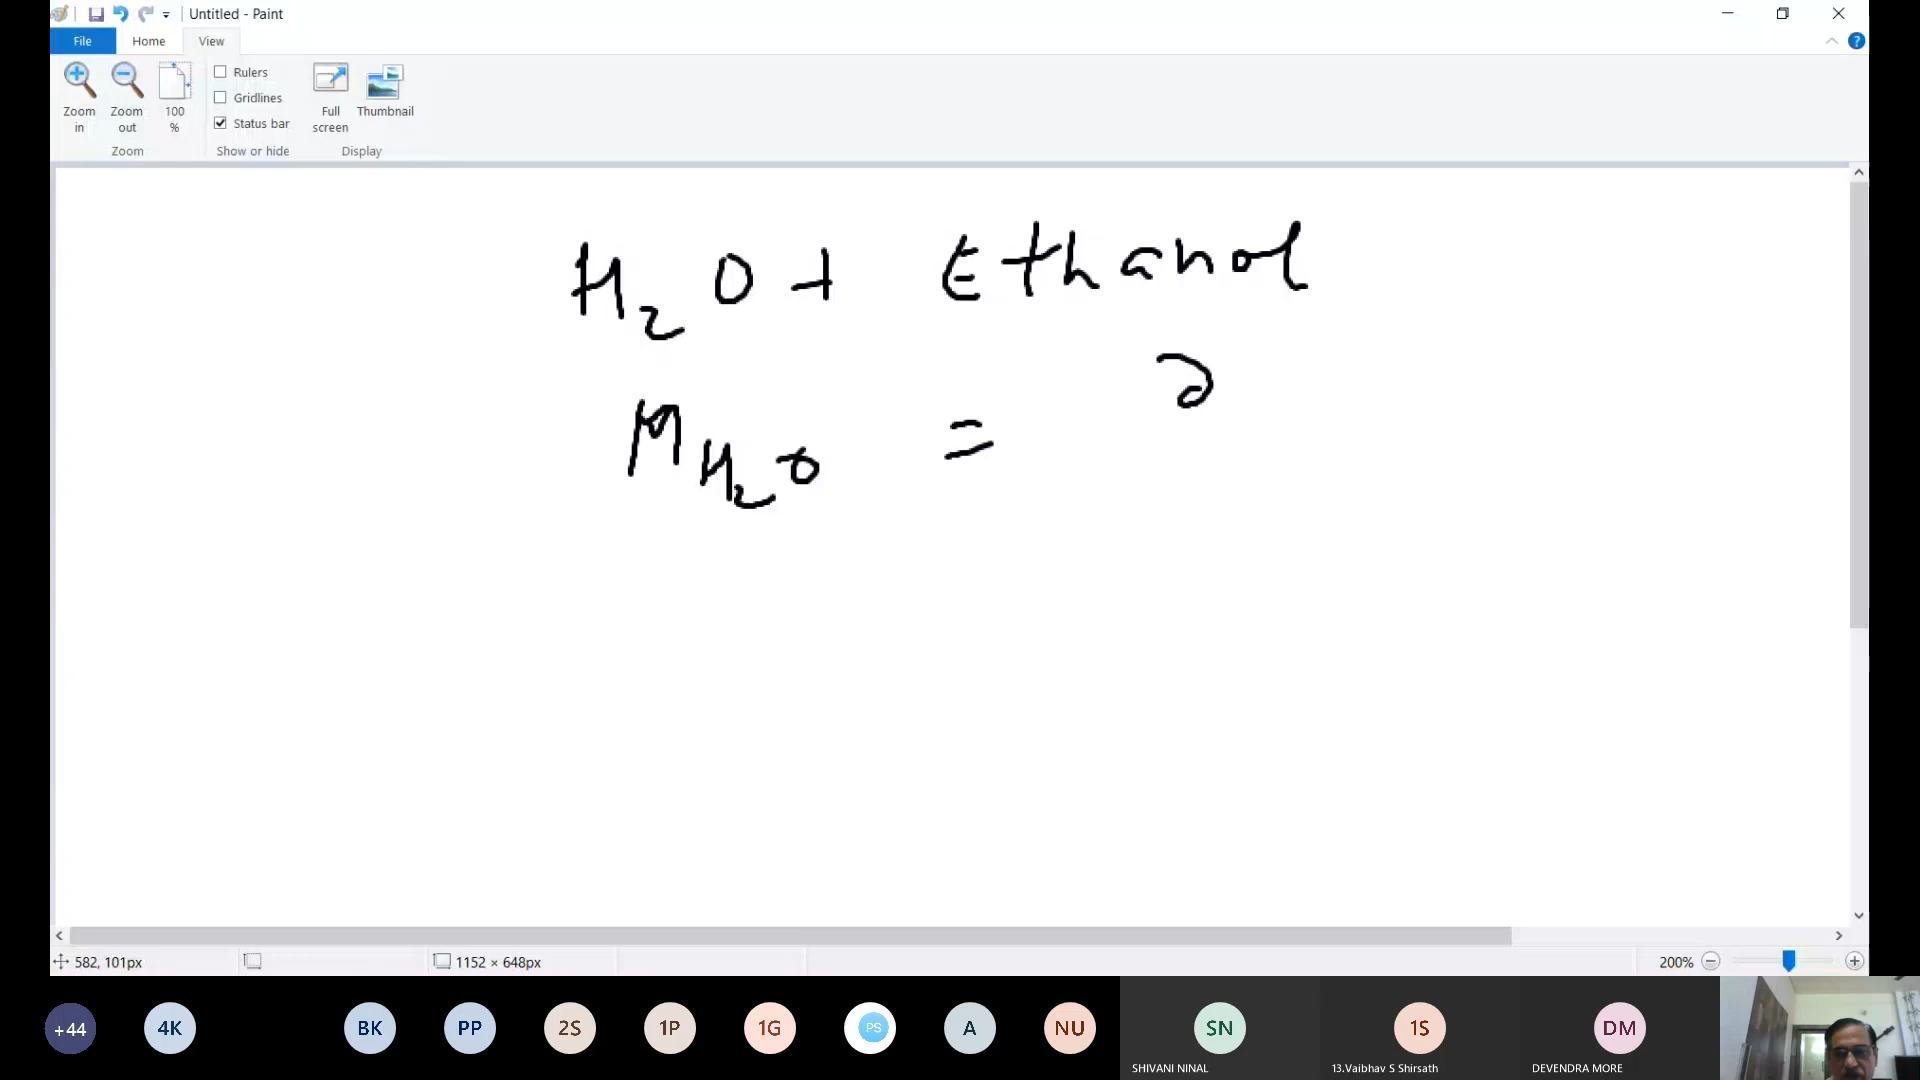 Untitled - Paint
File Home View
Zoom in
Zoom out
100 %
Rulers
Gridlines
Status bar
Full screen
Thumbnail
Zoom
Show or hide
Display
H₂O + Ethanol
∂
M H₂O =
582, 101px
1152 × 648px
200%
+44
4K
BK
PP
2S
1P
1G
PS
A
NU
SN
1S
DM
SHIVANI NINAL
13.Vaibhav S Shirsath
DEVENDRA MORE